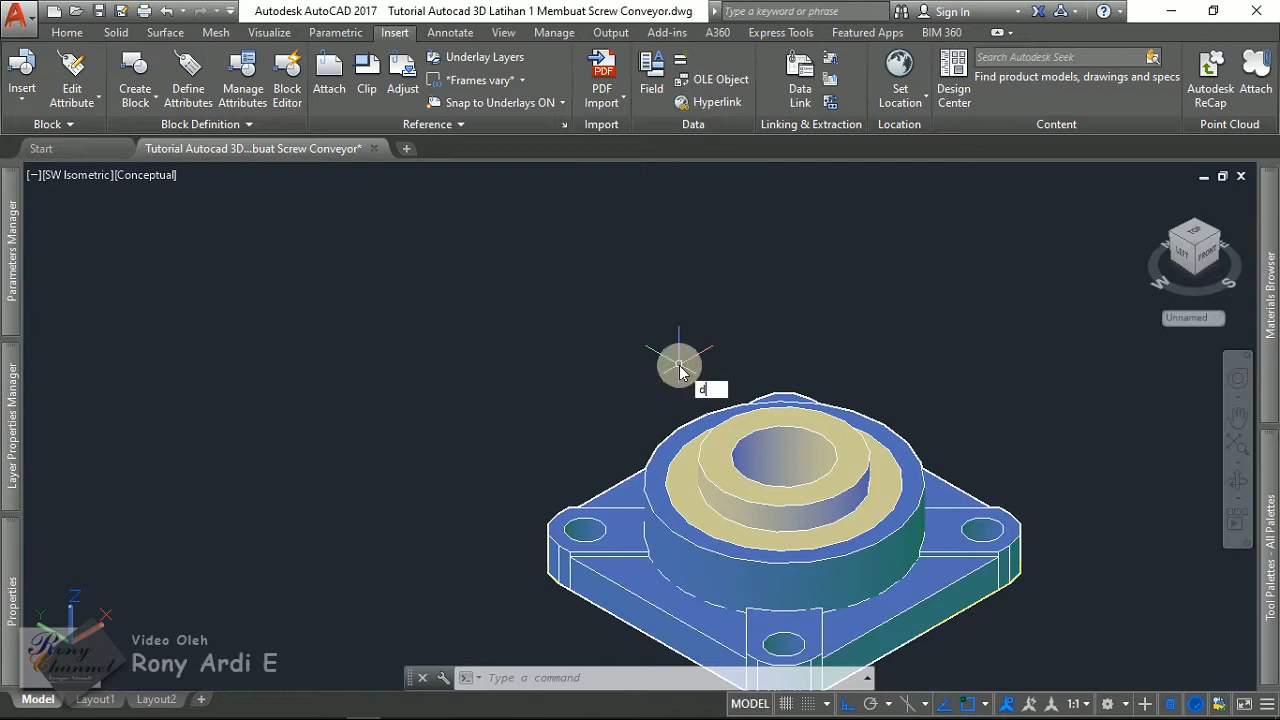 Autodesk AutoCAD 2017 Tutorial Autocad 3D Latihan 1 Membuat Screw Conveyor.dwg
Type a keyword or phrase
Sign In
Home Solid Surface Mesh Visualize Parametric Insert Annotate View Manage Output Add-ins A360 Express Tools Featured Apps BIM 360
Insert
Edit Attribute
Create Block
Define Attributes
Manage Attributes
Block Editor
Attach
Clip
Adjust
Underlay Layers
*Frames vary*
Snap to Underlays ON
PDF Import
Field
OLE Object
Hyperlink
Data Link
Set Location
Design Center
Search Autodesk Seek
Find product models, drawings and specs
Autodesk ReCap
Attach
Block Block Definition Reference Import Data Linking & Extraction Location Content Point Cloud
Start Tutorial Autocad 3D...buat Screw Conveyor*
[−][SW Isometric][Conceptual]
Parameters Manager
Layer Properties Manager
Properties
TOP
LEFT
FRONT
W
S
Unnamed
Materials Browser
Tool Palettes - All Palettes
d
Z
Y
X
Rony
Channel
Video Oleh
Rony Ardi E
Type a command
Model Layout1 Layout2 +
MODEL
1:1